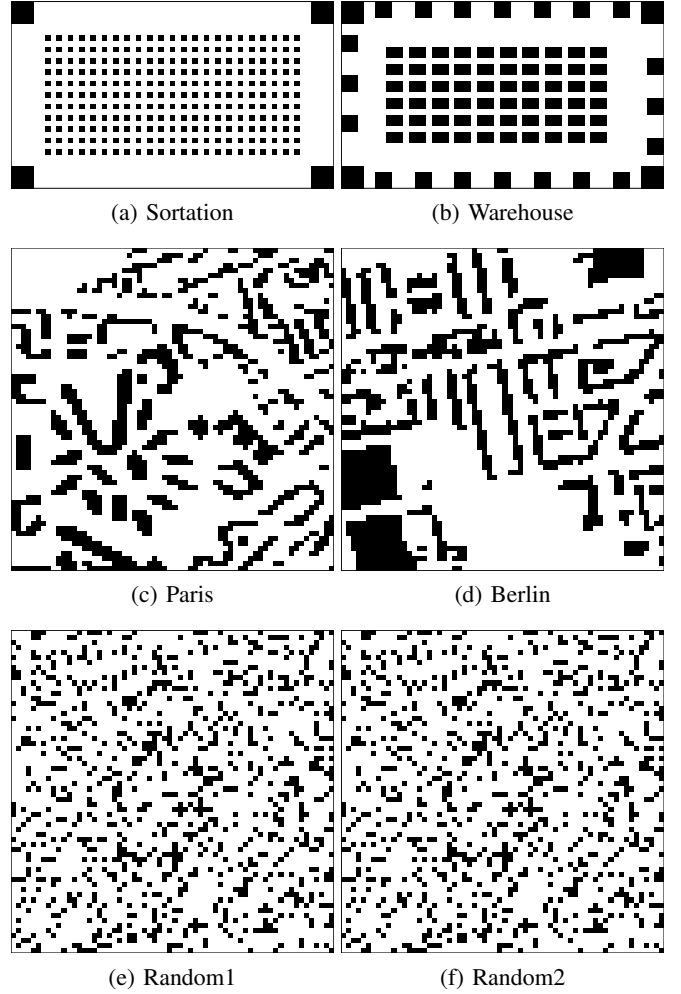 (a) Sortation
(b) Warehouse
(c) Paris
(d) Berlin
(e) Random1
(f) Random2